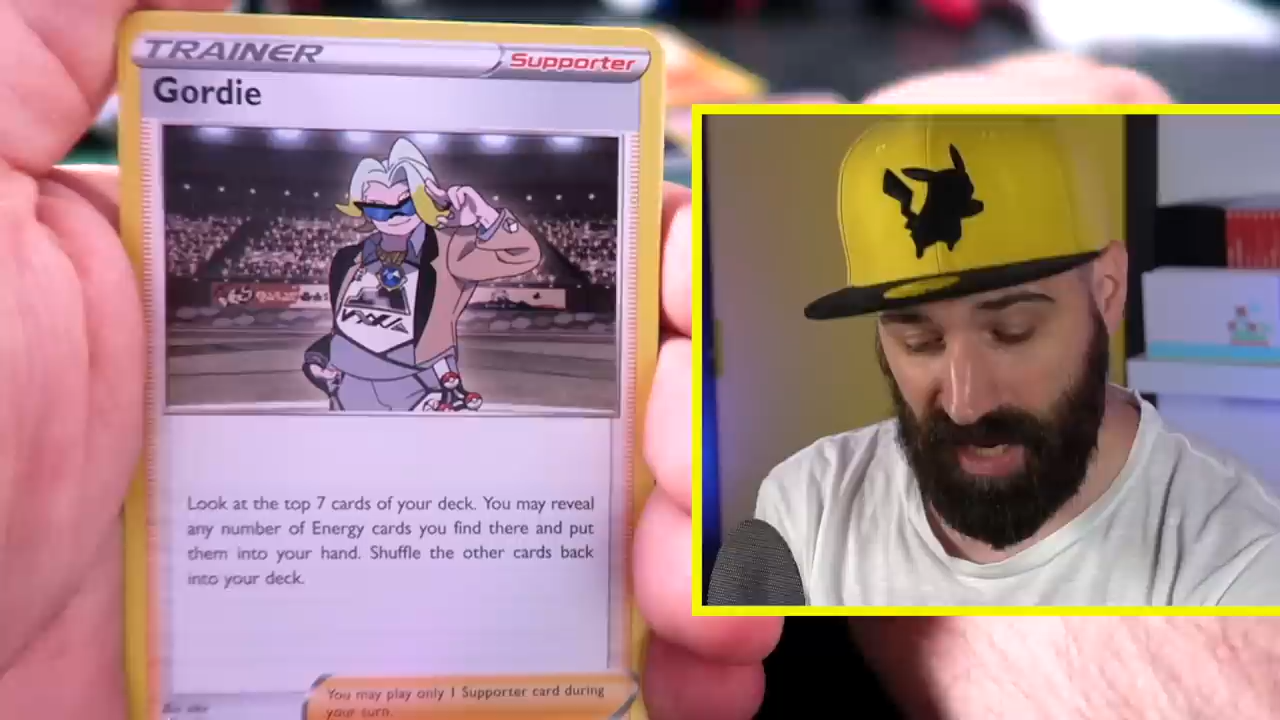 TRAINER
Supporter
Gordie
Look at the top 7 cards of your deck. You may reveal
any number of Energy cards you find there and put
them into your hand. Shuffle the other cards back
into your deck.
You may play only 1 Supporter card during
your turn.